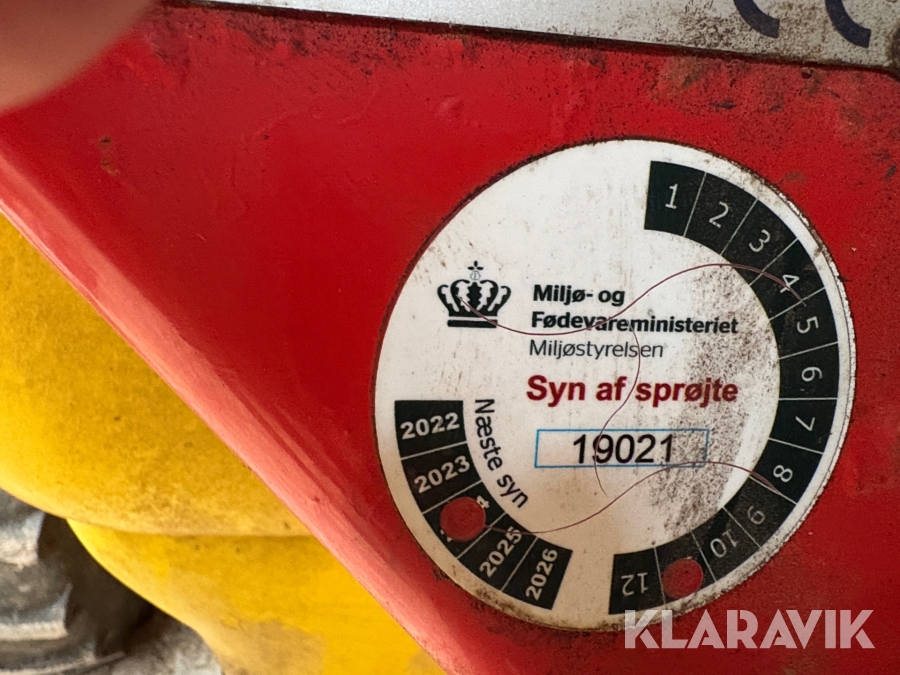 Miljø- og
Fødevareministeriet
Miljøstyrelsen
Syn af sprøjte
19021
Næste syn
2022
2023
4
2025
2026
1
2
3
4
5
6
7
8
9
10
12
KLARAVIK